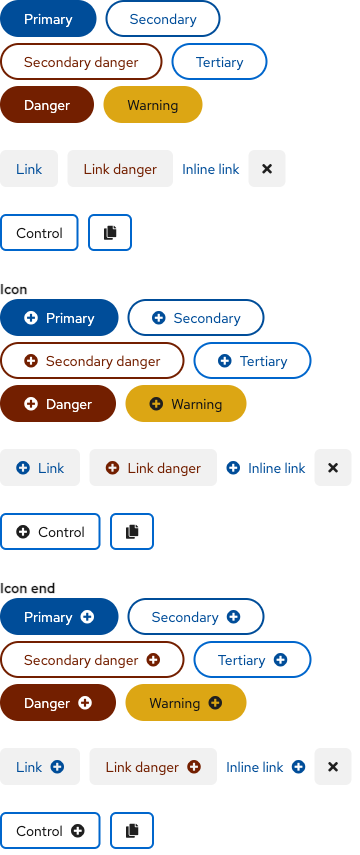 Primary Secondary
Secondary danger Tertiary
Danger Warning
Link Link danger Inline link
Control
Icon
Primary Secondary
Secondary danger Tertiary
Danger Warning
Link Link danger Inline link
Control
Icon end
Primary Secondary
Secondary danger Tertiary
Danger Warning
Link Link danger Inline link
Control